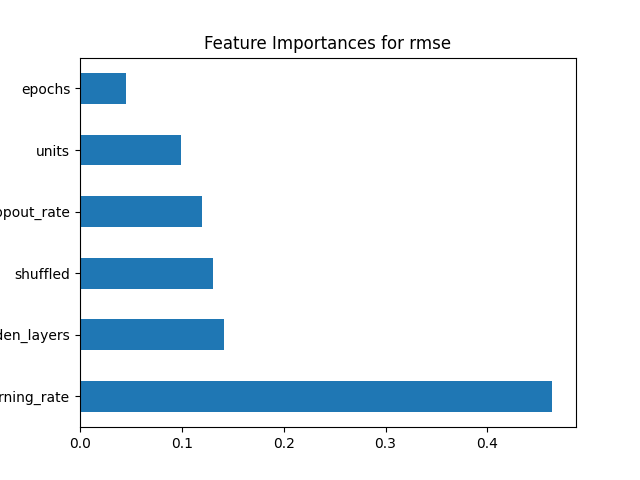 Feature Importances for rmse
epochs
units
opout_rate
shuffled
den_layers
rning_rate
0.0 0.1 0.2 0.3 0.4